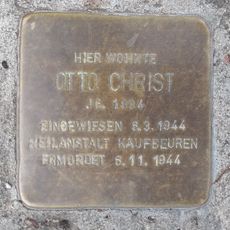 HIER WOHNTE
OTTO CHRIST
JG. 1894
EINGEWIESEN 6.3.1944
HEILANSTALT KAUFBEUREN
ERMORDET 6.11.1944